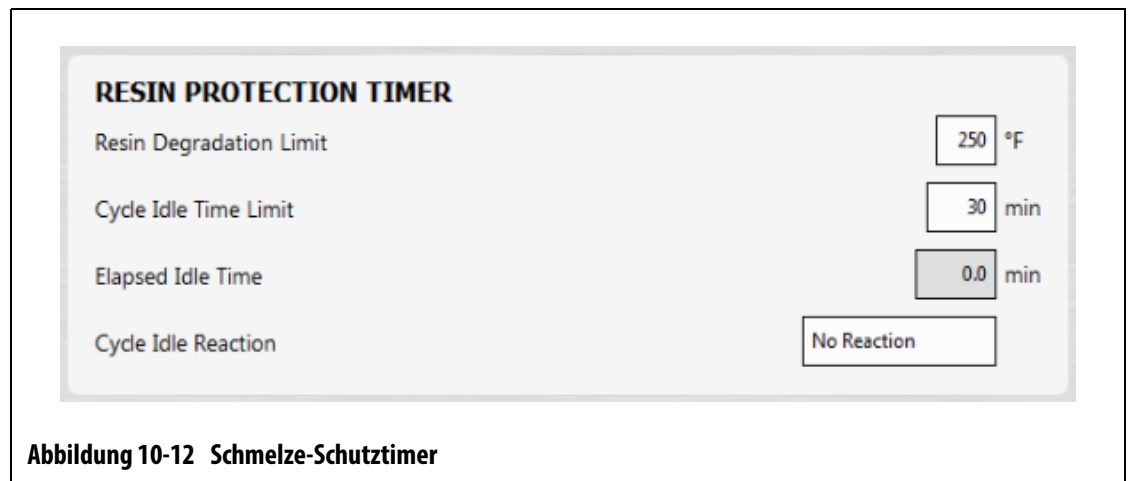 RESIN PROTECTION TIMER
Resin Degradation Limit 250 °F
Cycle Idle Time Limit 30 min
Elapsed Idle Time 0.0 min
Cycle Idle Reaction No Reaction
Abbildung 10-12 Schmelze-Schutztimer